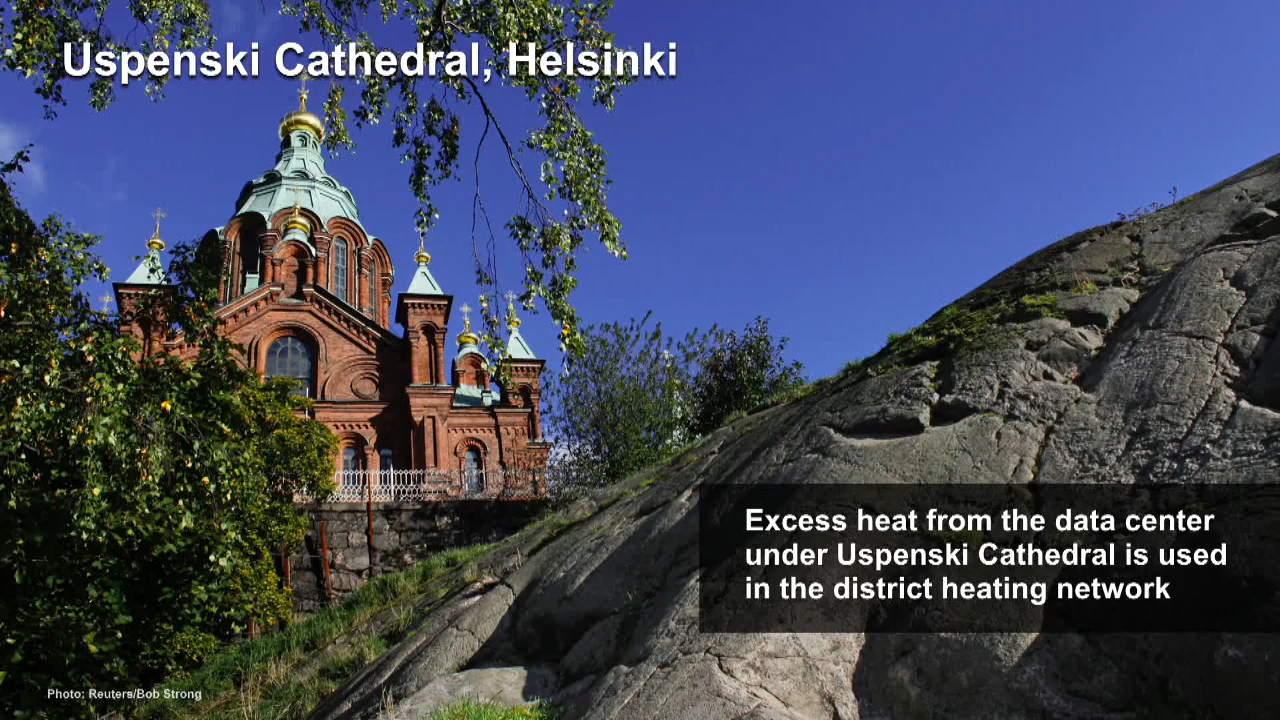 Uspenski Cathedral, Helsinki
Excess heat from the data center
under Uspenski Cathedral is used
in the district heating network
Photo: Reuters/Bob Strong